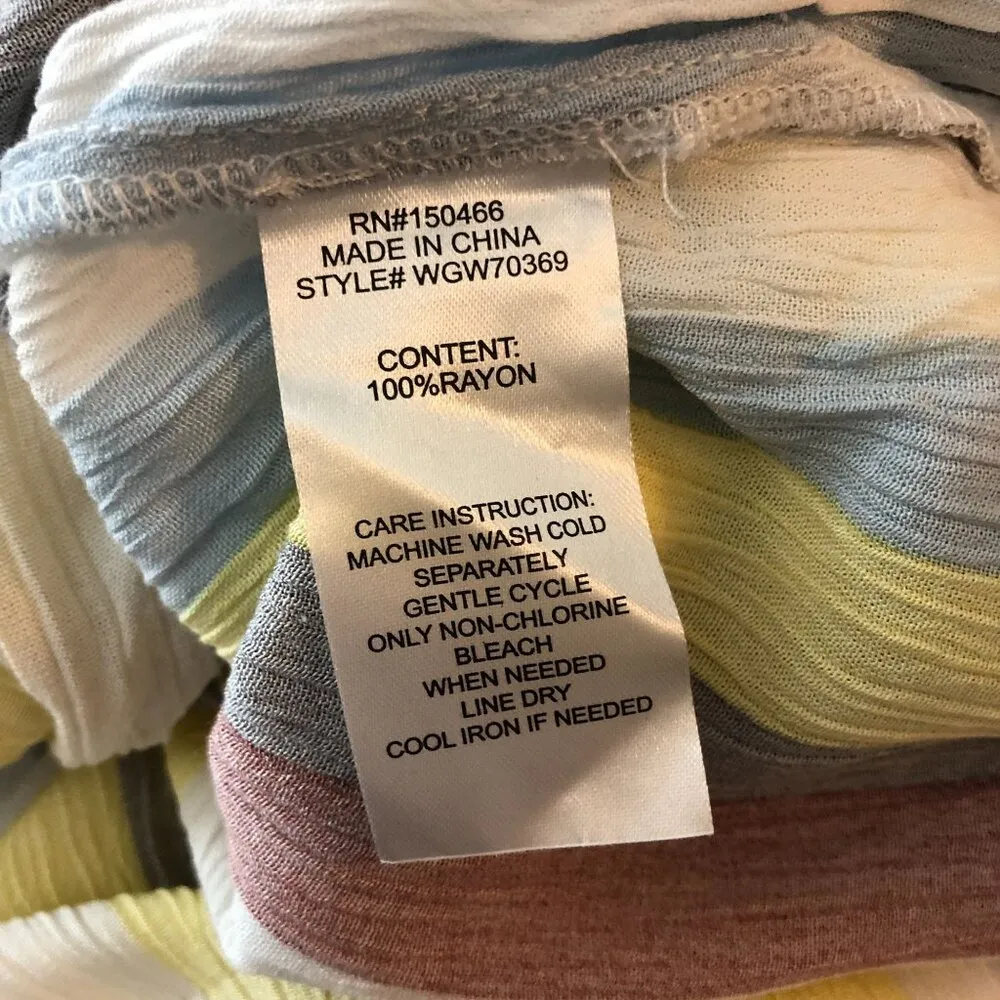 RN#150466
MADE IN CHINA
STYLE# WGW70369
CONTENT:
100%RAYON
CARE INSTRUCTION:
MACHINE WASH COLD
SEPARATELY
GENTLE CYCLE
ONLY NON-CHLORINE
BLEACH
WHEN NEEDED
LINE DRY
COOL IRON IF NEEDED